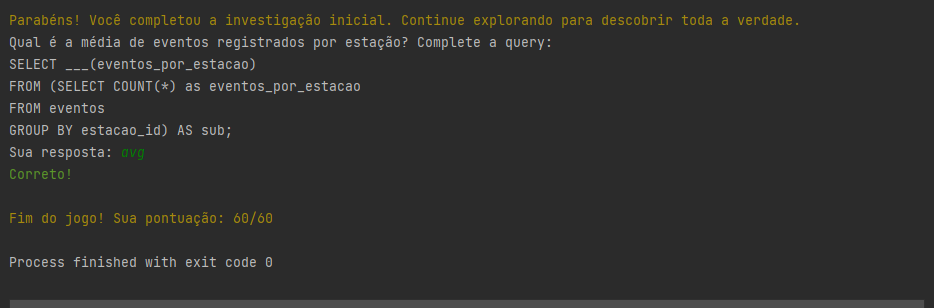 Parabéns! Você completou a investigação inicial. Continue explorando para descobrir toda a verdade.
Qual é a média de eventos registrados por estação? Complete a query:
SELECT ___(eventos_por_estacao)
FROM (SELECT COUNT(*) as eventos_por_estacao
FROM eventos
GROUP BY estacao_id) AS sub;
Sua resposta: avg
Correto!
Fim do jogo! Sua pontuação: 60/60
Process finished with exit code 0